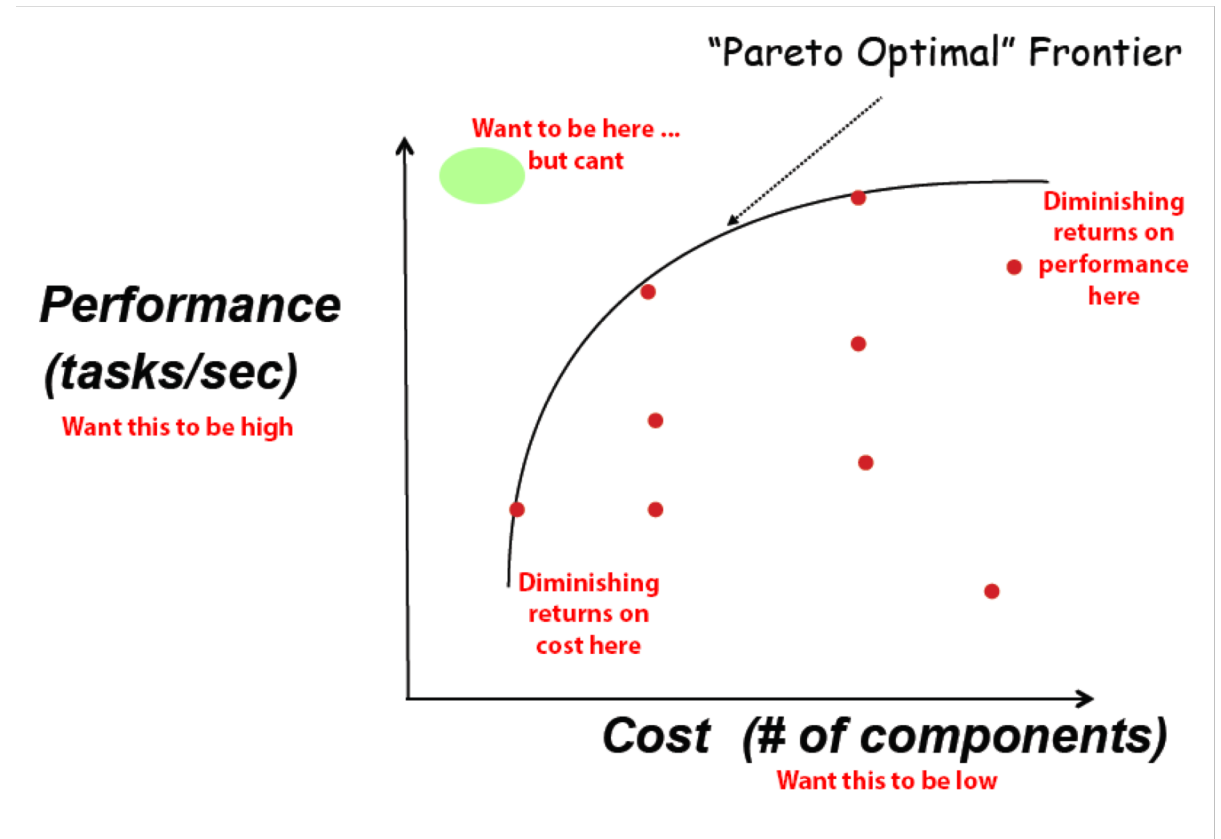 “Pareto Optimal” Frontier
Want to be here ...
but cant
Diminishing
returns on
performance
here
Performance
(tasks/sec)
Want this to be high
Diminishing
returns on
cost here
Cost (# of components)
Want this to be low